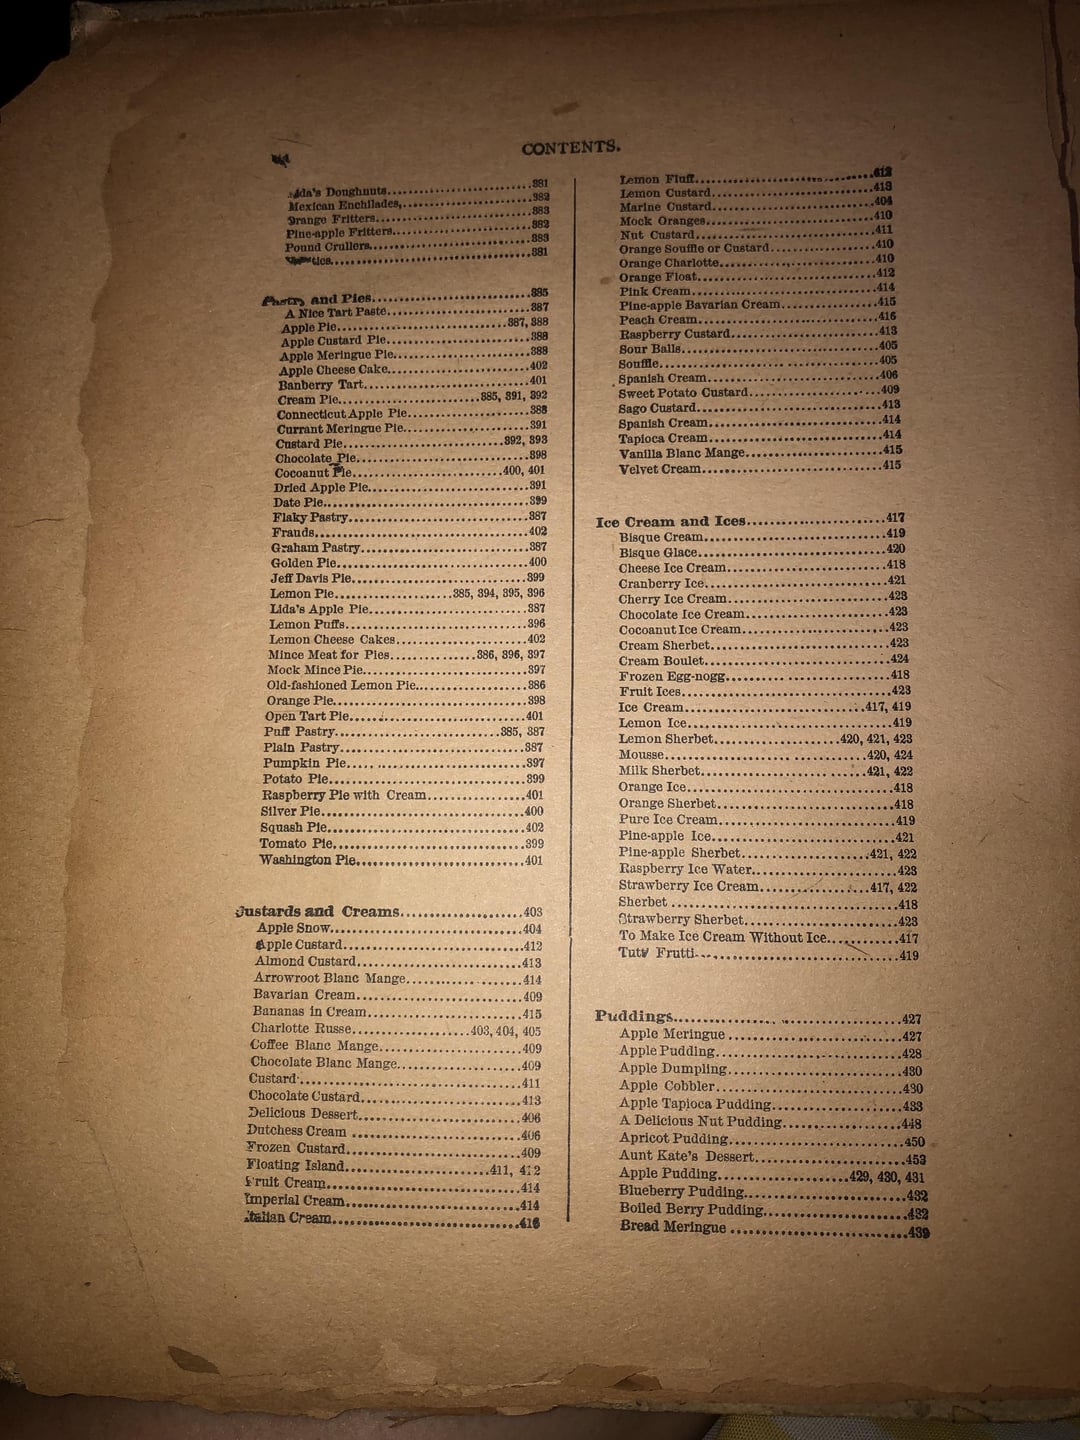 CONTENTS.
Lida's Doughnuts..............................381
Mexican Enchilades,..............................382
Orange Fritters..............................383
Pine-apple Fritters..............................382
Pound Crullers..............................383
..............................381
Pastry and Pies..............................385
A Nice Tart Paste..............................387
Apple Pie..............................387, 388
Apple Custard Pie..............................388
Apple Meringue Pie..............................388
Apple Cheese Cake..............................402
Banberry Tart..............................401
Cream Pie..............................385, 391, 392
Connecticut Apple Pie..............................388
Currant Meringue Pie..............................391
Custard Pie..............................392, 393
Chocolate Pie..............................398
Cocoanut Pie..............................400, 401
Dried Apple Pie..............................391
Date Pie..............................399
Flaky Pastry..............................387
Frauds..............................402
Graham Pastry..............................387
Golden Pie..............................400
Jeff Davis Pie..............................399
Lemon Pie..............................385, 394, 395, 396
Lida's Apple Pie..............................387
Lemon Puffs..............................396
Lemon Cheese Cakes..............................402
Mince Meat for Pies..............................386, 396, 397
Mock Mince Pie..............................397
Old-fashioned Lemon Pie..............................386
Orange Pie..............................398
Open Tart Pie..............................401
Puff Pastry..............................385, 387
Plain Pastry..............................387
Pumpkin Pie..............................397
Potato Pie..............................399
Raspberry Pie with Cream..............................401
Silver Pie..............................400
Squash Pie..............................402
Tomato Pie..............................399
Washington Pie..............................401
Custards and Creams..............................403
Apple Snow..............................404
Apple Custard..............................412
Almond Custard..............................413
Arrowroot Blanc Mange..............................414
Bavarian Cream..............................409
Bananas in Cream..............................415
Charlotte Russe..............................403, 404, 405
Coffee Blanc Mange..............................409
Chocolate Blanc Mange..............................409
Custard..............................411
Chocolate Custard..............................413
Delicious Dessert..............................406
Dutchess Cream..............................406
Frozen Custard..............................409
Floating Island..............................411, 412
Fruit Cream..............................414
Imperial Cream..............................414
Italian Cream..............................416
Lemon Fluff..............................412
Lemon Custard..............................413
Marine Custard..............................404
Mock Oranges..............................410
Nut Custard..............................411
Orange Souffle or Custard..............................410
Orange Charlotte..............................410
Orange Float..............................412
Pink Cream..............................414
Pine-apple Bavarian Cream..............................415
Peach Cream..............................416
Raspberry Custard..............................413
Sour Balls..............................405
Souffle..............................405
Spanish Cream..............................406
Sweet Potato Custard..............................409
Sago Custard..............................413
Spanish Cream..............................414
Tapioca Cream..............................414
Vanilla Blanc Mange..............................415
Velvet Cream..............................415
Ice Cream and Ices..............................417
Bisque Cream..............................419
Bisque Glace..............................420
Cheese Ice Cream..............................418
Cranberry Ice..............................421
Cherry Ice Cream..............................423
Chocolate Ice Cream..............................423
Cocoanut Ice Cream..............................423
Cream Sherbet..............................423
Cream Boulet..............................424
Frozen Egg-nogg..............................418
Fruit Ices..............................423
Ice Cream..............................417, 419
Lemon Ice..............................419
Lemon Sherbet..............................420, 421, 423
Mousse..............................420, 424
Milk Sherbet..............................421, 422
Orange Ice..............................418
Orange Sherbet..............................418
Pure Ice Cream..............................419
Pine-apple Ice..............................421
Pine-apple Sherbet..............................421, 422
Raspberry Ice Water..............................423
Strawberry Ice Cream..............................417, 422
Sherbet..............................418
Strawberry Sherbet..............................423
To Make Ice Cream Without Ice..............................417
Tuty Frutti..............................419
Puddings..............................427
Apple Meringue..............................427
Apple Pudding..............................428
Apple Dumpling..............................430
Apple Cobbler..............................430
Apple Tapioca Pudding..............................433
A Delicious Nut Pudding..............................448
Apricot Pudding..............................450
Aunt Kate's Dessert..............................453
Apple Pudding..............................429, 430, 431
Blueberry Pudding..............................432
Boiled Berry Pudding..............................432
Bread Meringue..............................439